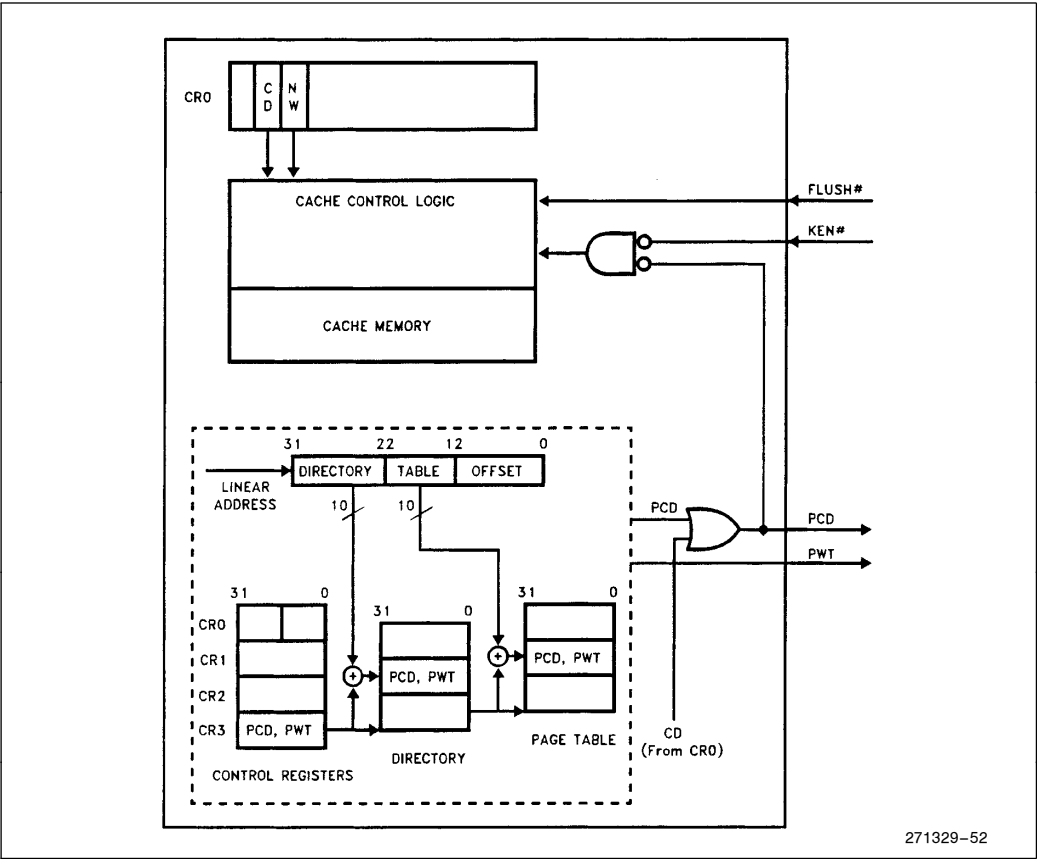 CR0
C D
N W
CACHE CONTROL LOGIC
FLUSH#
KEN#
CACHE MEMORY
31 22 12 0
DIRECTORY TABLE OFFSET
LINEAR
ADDRESS
10 10
PCD
PCD
PWT
31 0
31 0
31 0
CR0
CR1
CR2
CR3
PCD, PWT
PCD, PWT
PCD, PWT
CONTROL REGISTERS
DIRECTORY
PAGE TABLE
CD
(From CR0)
271329–52